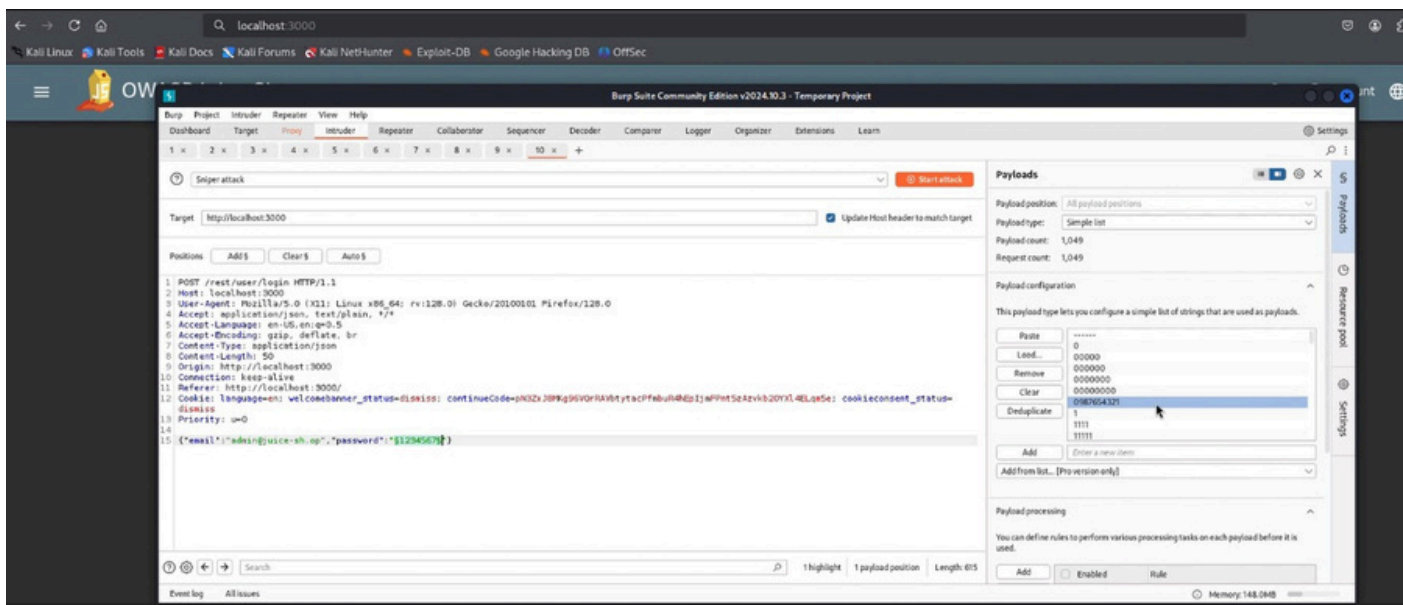 localhost:3000
Kali Linux Kali Tools Kali Docs Kali Forums Kali NetHunter Exploit-DB Google Hacking DB OffSec
OW
Burp Suite Community Edition v2024.10.3 - Temporary Project
Burp Project Intruder Repeater View Help
Dashboard Target Proxy Intruder Repeater Collaborator Sequencer Decoder Comparer Logger Organizer Extensions Learn
Settings
1 × 2 × 3 × 4 × 5 × 6 × 7 × 8 × 9 × 10 × +
Sniper attack
Start attack
Target http://localhost:3000
Update Host header to match target
Positions Add § Clear § Auto §
1 POST /rest/user/login HTTP/1.1
2 Host: localhost:3000
3 User-Agent: Mozilla/5.0 (X11; Linux x86_64; rv:128.0) Gecko/20100101 Firefox/128.0
4 Accept: application/json, text/plain, */*
5 Accept-Language: en-US,en;q=0.5
6 Accept-Encoding: gzip, deflate, br
7 Content-Type: application/json
8 Content-Length: 50
9 Origin: http://localhost:3000
10 Connection: keep-alive
11 Referer: http://localhost:3000/
12 Cookie: language=en; welcomebanner_status=dismiss; cookieconsent_status=
dismiss
13 Priority: u=0
14
15 {"email":"admin@juice-sh.op","password":"§1234567§"}
Search
1 highlight 1 payload position Length: 615
Event log All issues
Memory: 148.0MB
Payloads
Payload position: All payload positions
Payload type: Simple list
Payload count: 1,049
Request count: 1,049
Payload configuration
This payload type lets you configure a simple list of strings that are used as payloads.
Paste
Load...
Remove
Clear
Deduplicate
------
0
00000
000000
0000000
00000000
0987654321
1
1111
11111
Add Enter a new item
Add from list... [Pro version only]
Payload processing
You can define rules to perform various processing tasks on each payload before it is
used.
Add Enabled Rule
Payloads
Resource pool
Settings
unt